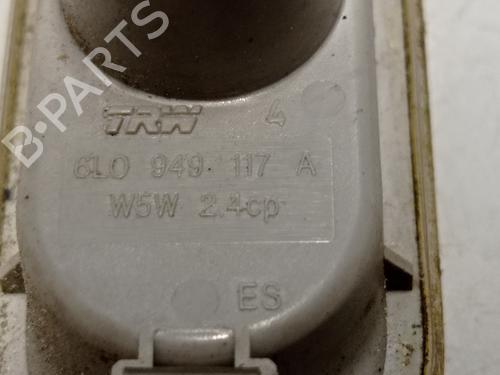 B-PARTS
TRW 4
6L0 949 117 A
W5W 2.4cp
ES